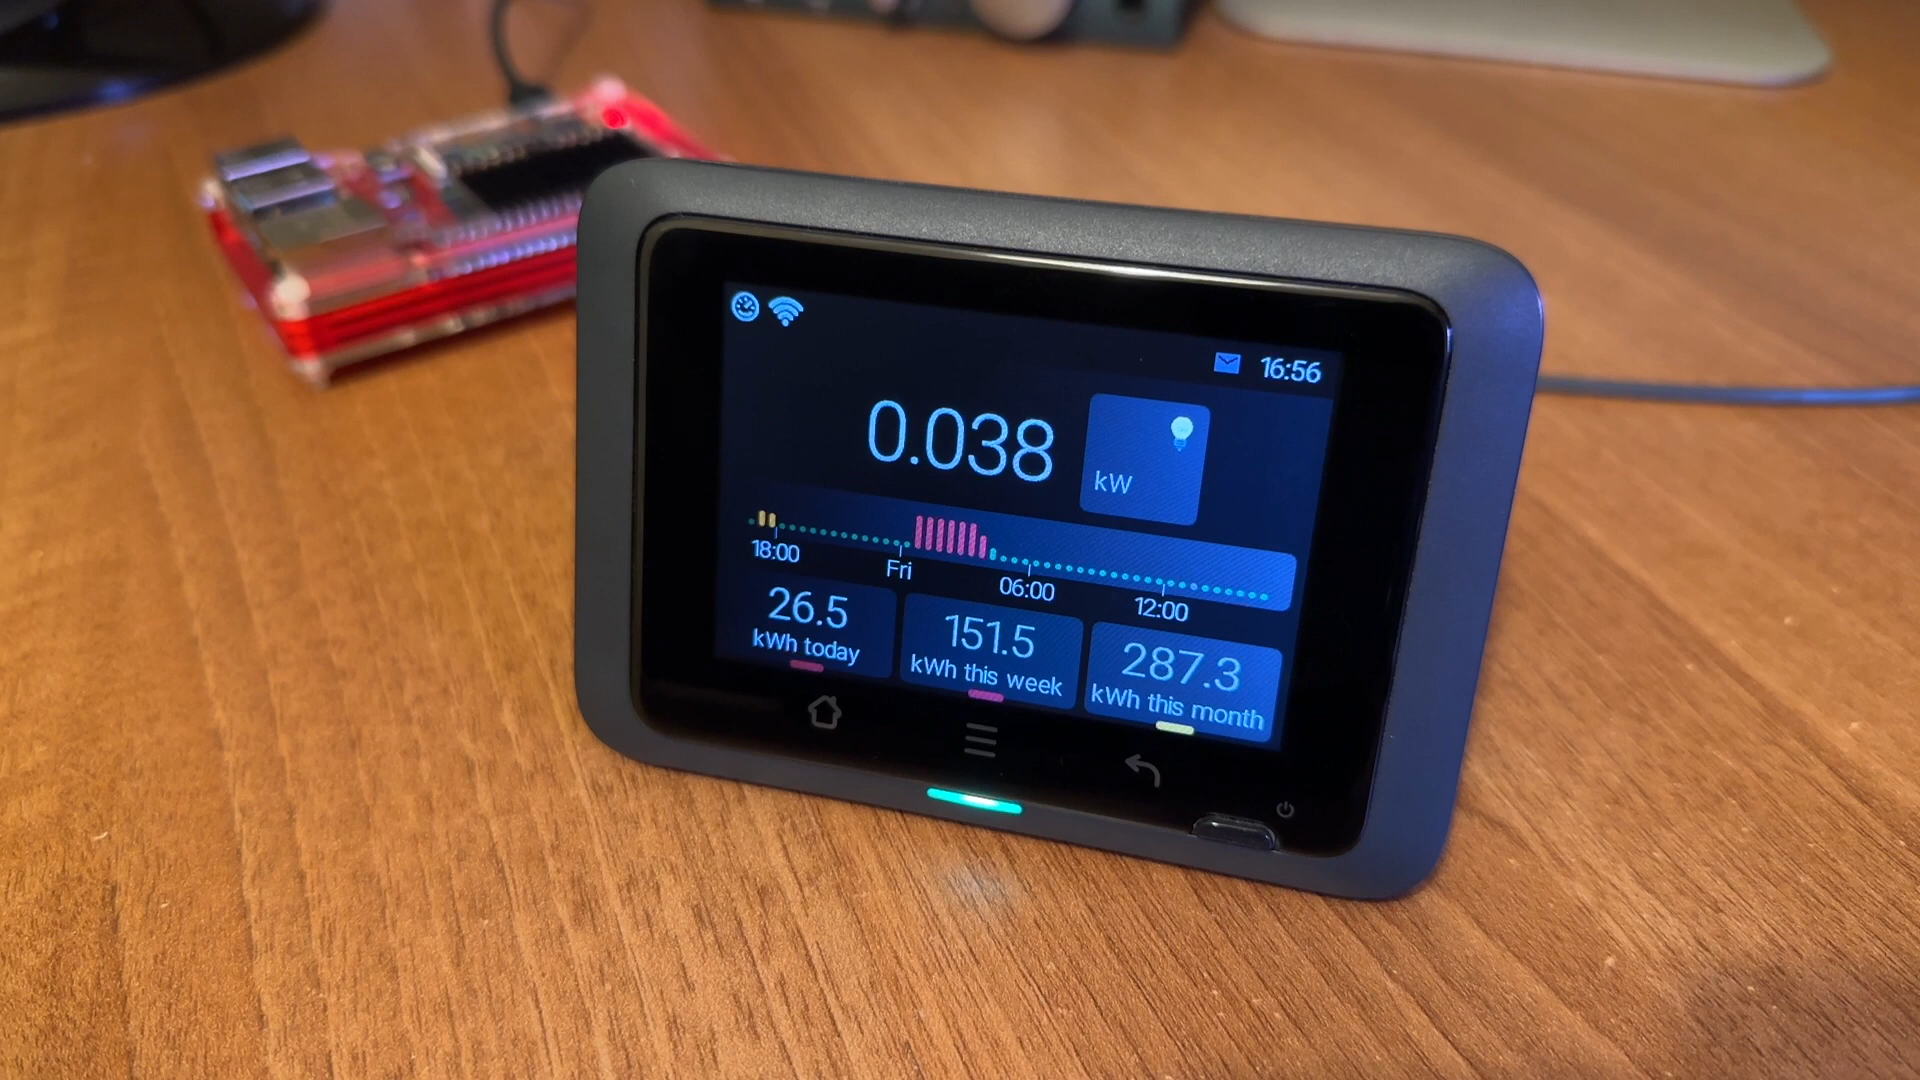 16:56
0.038
kW
18:00 Fri 06:00 12:00
26.5 151.5 287.3
kWh today kWh this week kWh this month